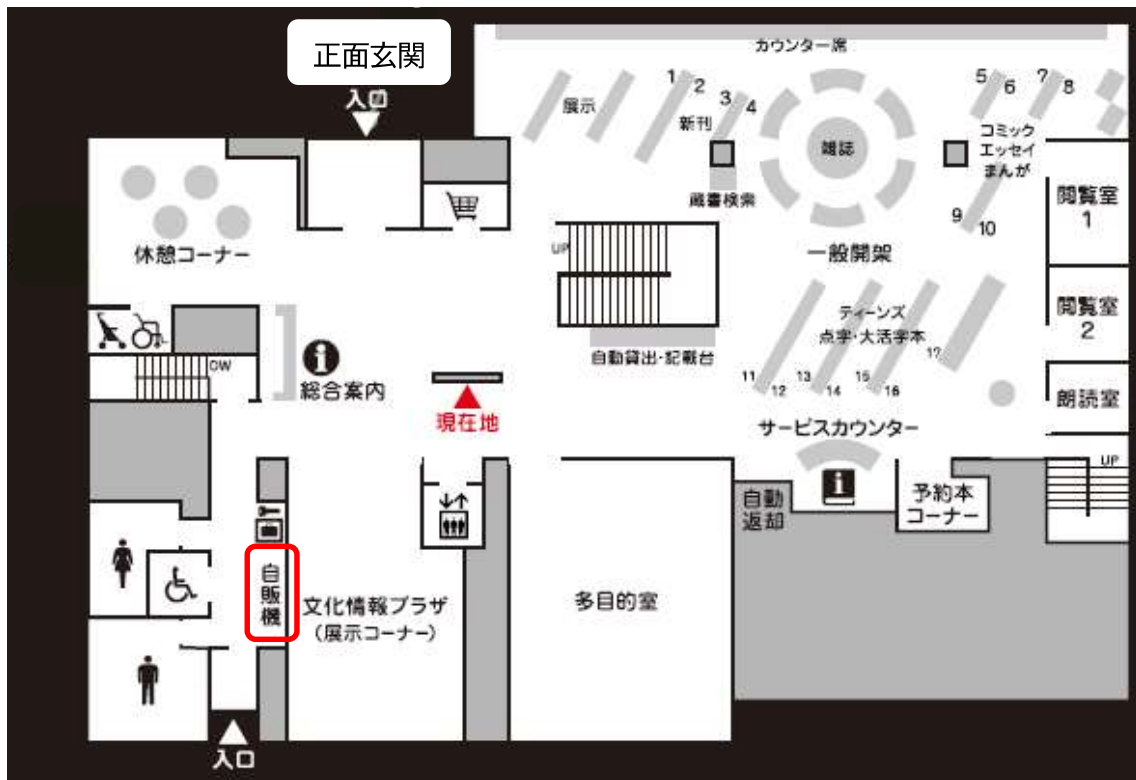 正面玄関
入口
カウンター席
展示
1
2
新刊
3
4
雑誌
5
6
7
8
コミック
エッセイ
まんが
蔵書検索
9
10
閲覧室
1
休憩コーナー
UP
一般開架
閲覧室
2
ティーンズ
点字・大活字本
17
自動貸出・記載台
DW
i
総合案内
11
12
13
14
15
16
朗読室
現在地
サービスカウンター
UP
i
自動
返却
予約本
コーナー
自
販
機
文化情報プラザ
(展示コーナー)
多目的室
入口